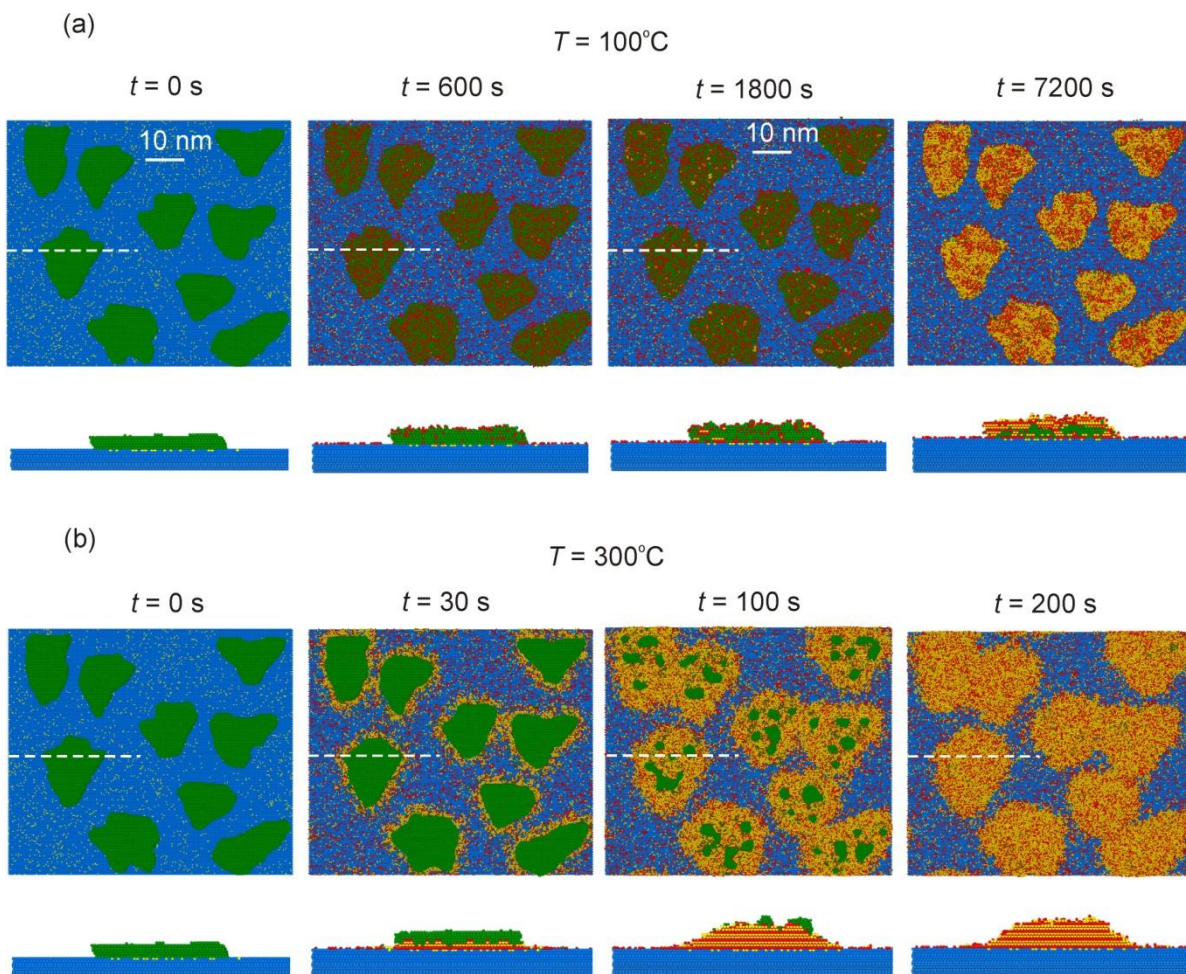 (a)
T = 100°C
t = 0 s t = 600 s t = 1800 s t = 7200 s
10 nm 10 nm
(b)
T = 300°C
t = 0 s t = 30 s t = 100 s t = 200 s